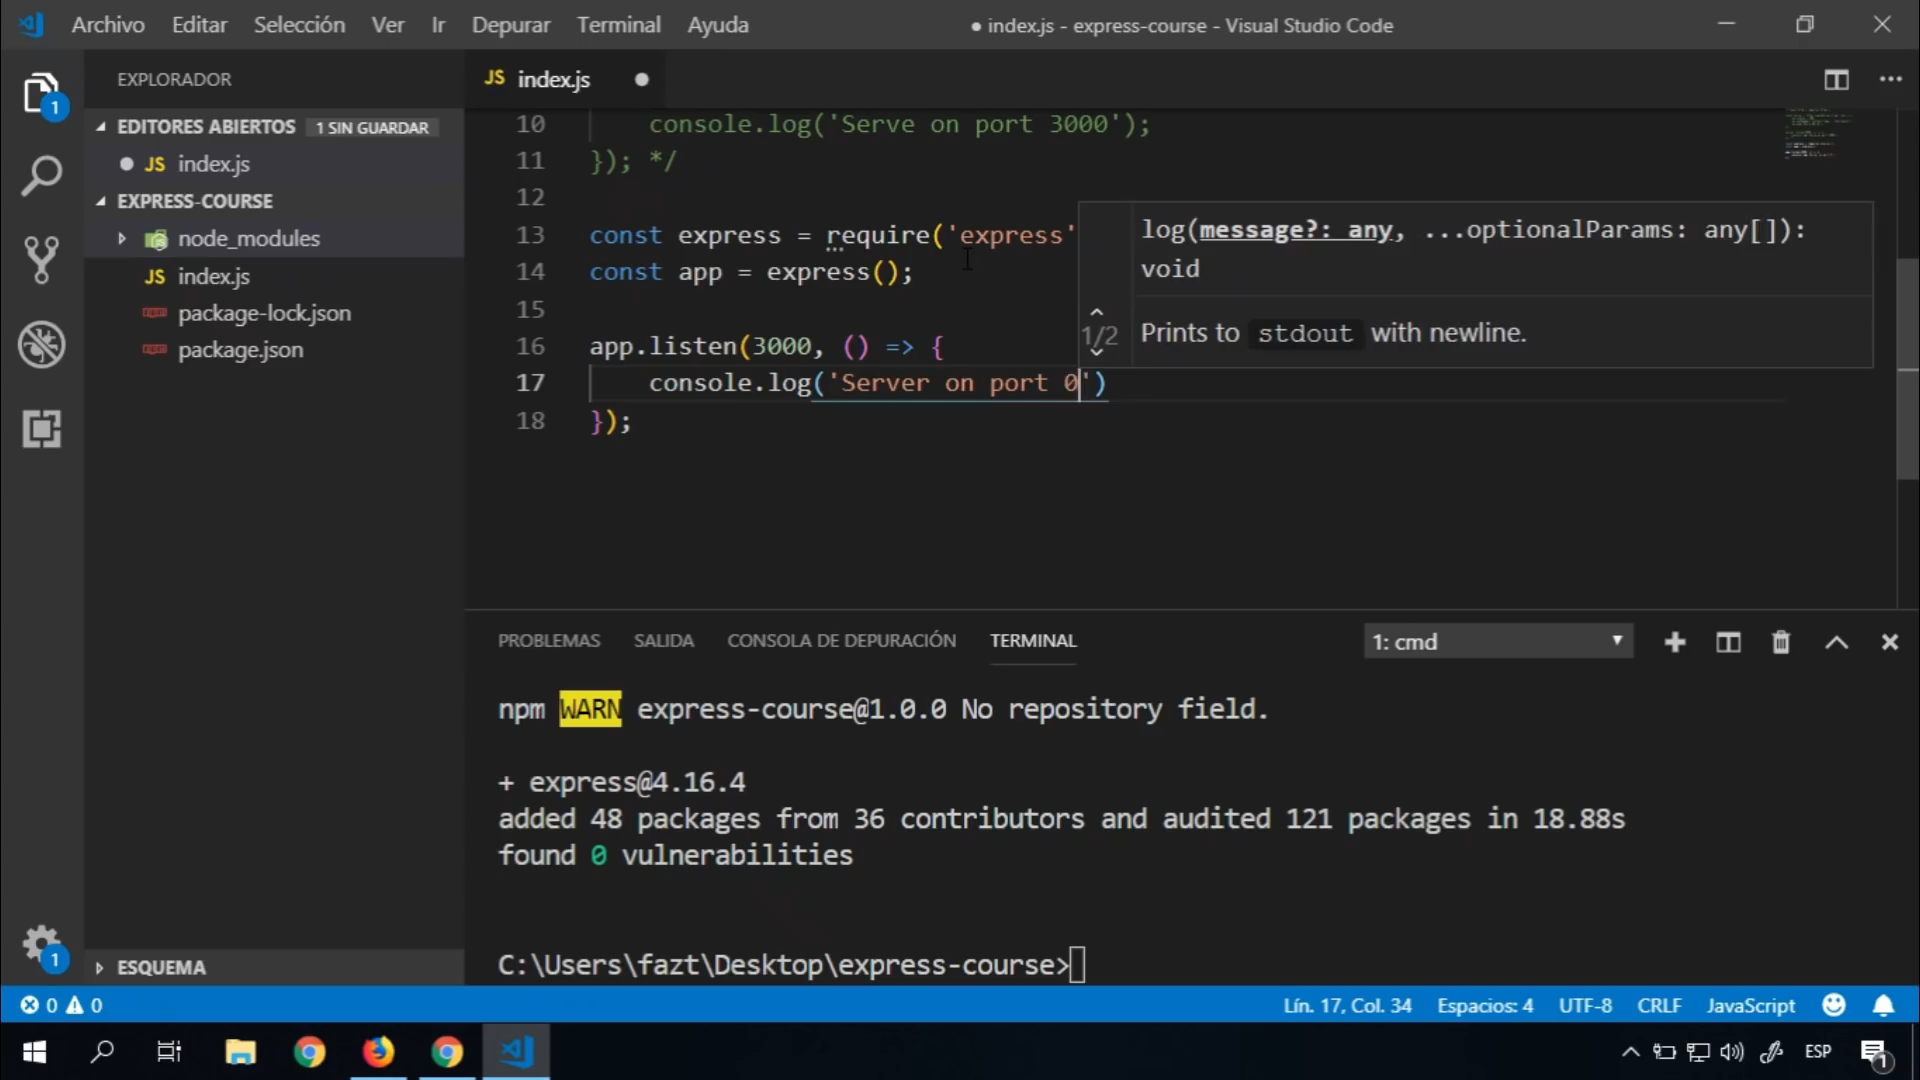 Archivo Editar Selección Ver Ir Depurar Terminal Ayuda ● index.js - express-course - Visual Studio Code
EXPLORADOR
JS index.js
1
EDITORES ABIERTOS 1 SIN GUARDAR
JS index.js
EXPRESS-COURSE
node_modules
JS index.js
package-lock.json
package.json
ESQUEMA
1
10 console.log('Serve on port 3000');
11 }); */
12
13 const express = require('express'
14 const app = express();
15
16 app.listen(3000, () => {
17 console.log('Server on port 0')
18 });
log(message?: any, ...optionalParams: any[]):
void
1/2
Prints to stdout with newline.
PROBLEMAS SALIDA CONSOLA DE DEPURACIÓN TERMINAL 1: cmd
npm WARN express-course@1.0.0 No repository field.
+ express@4.16.4
added 48 packages from 36 contributors and audited 121 packages in 18.88s
found 0 vulnerabilities
C:\Users\fazt\Desktop\express-course>
0 0 Lín. 17, Col. 34 Espacios: 4 UTF-8 CRLF JavaScript
ESP 1